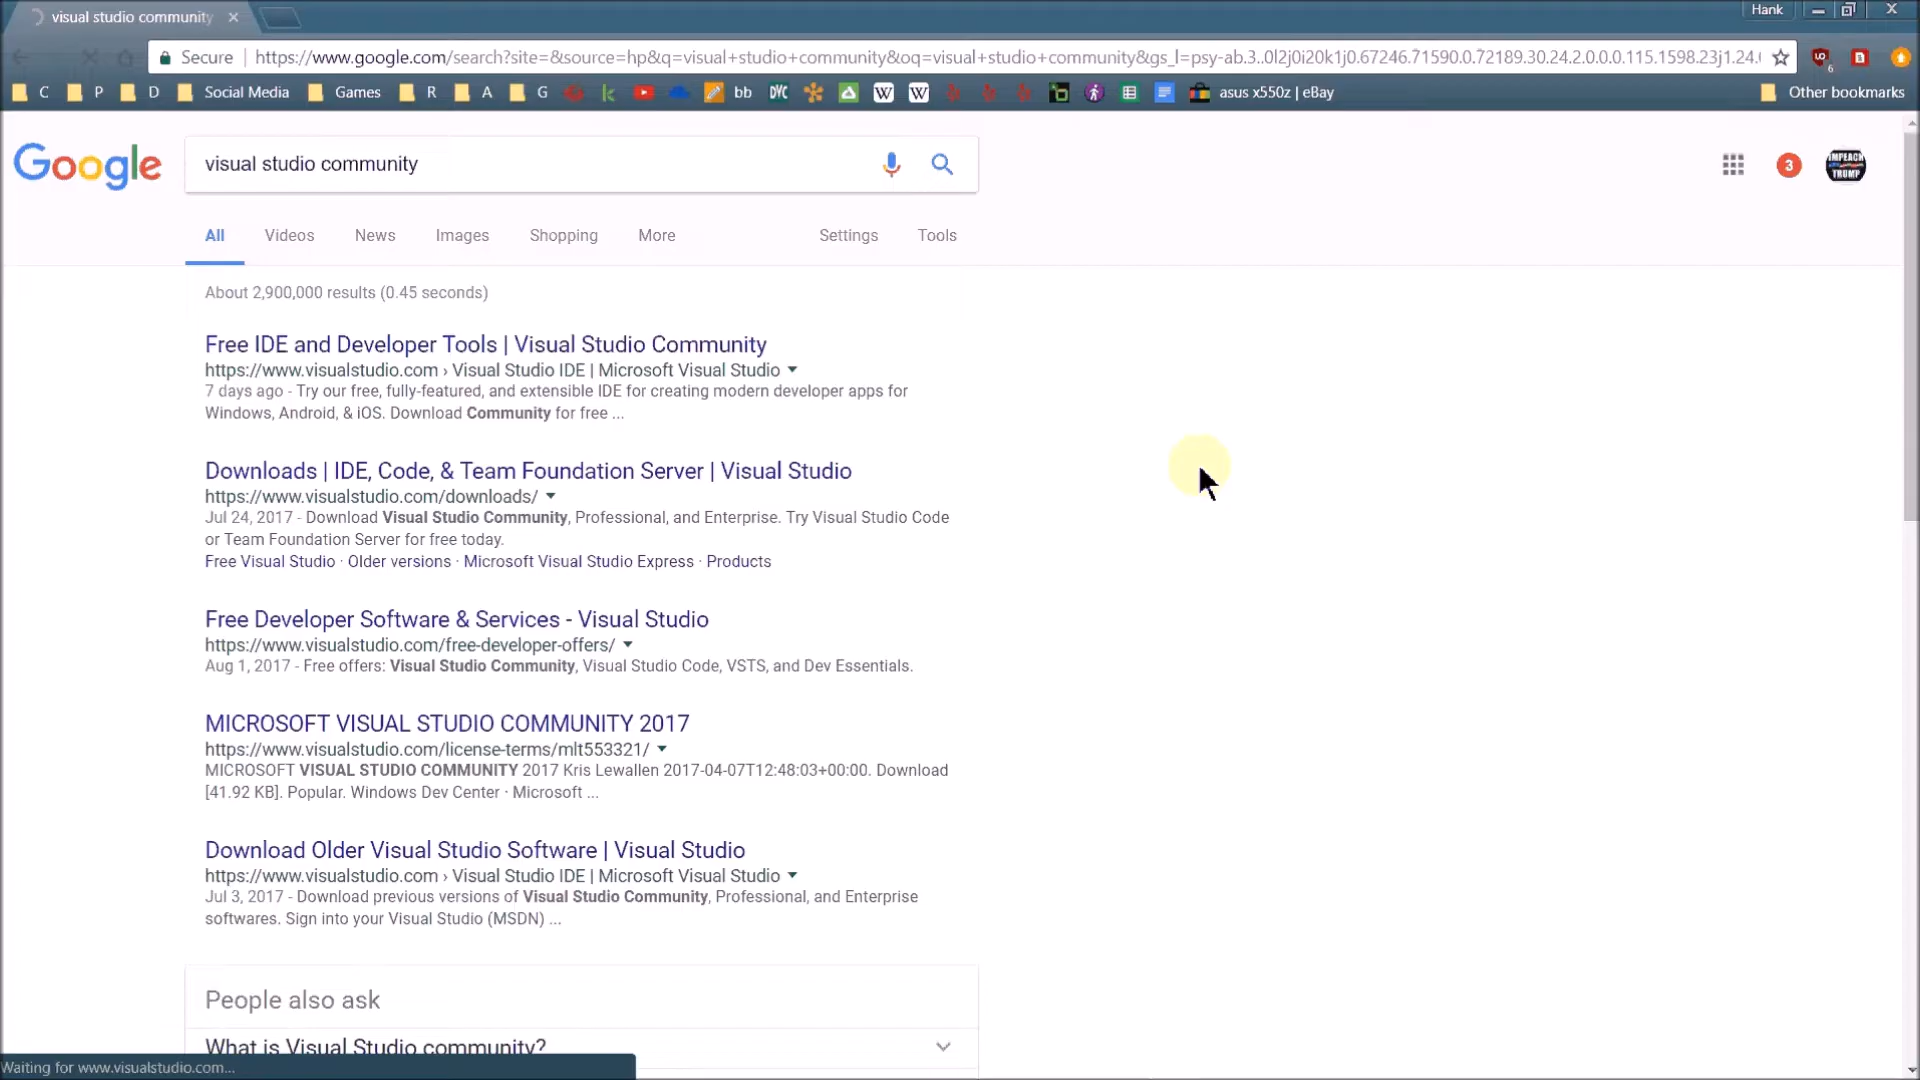 visual studio community
Hank
Secure
https://www.google.com/search?site=&source=hp&q=visual+studio+community&oq=visual+studio+community&gs_l=psy-ab.3..0l2j0i20k1j0.67246.71590.0.72189.30.24.2.0.0.0.115.1598.23j1.24.
6
C P D Social Media Games R A G bb DYC W W asus x550z | eBay Other bookmarks
Google
visual studio community
3
IMPEACH
TRUMP
All Videos News Images Shopping More Settings Tools
About 2,900,000 results (0.45 seconds)
Free IDE and Developer Tools | Visual Studio Community
https://www.visualstudio.com › Visual Studio IDE | Microsoft Visual Studio
7 days ago - Try our free, fully-featured, and extensible IDE for creating modern developer apps for
Windows, Android, & iOS. Download Community for free ...
Downloads | IDE, Code, & Team Foundation Server | Visual Studio
https://www.visualstudio.com/downloads/
Jul 24, 2017 - Download Visual Studio Community, Professional, and Enterprise. Try Visual Studio Code
or Team Foundation Server for free today.
Free Visual Studio · Older versions · Microsoft Visual Studio Express · Products
Free Developer Software & Services - Visual Studio
https://www.visualstudio.com/free-developer-offers/
Aug 1, 2017 - Free offers: Visual Studio Community, Visual Studio Code, VSTS, and Dev Essentials.
MICROSOFT VISUAL STUDIO COMMUNITY 2017
https://www.visualstudio.com/license-terms/mlt553321/
MICROSOFT VISUAL STUDIO COMMUNITY 2017 Kris Lewallen 2017-04-07T12:48:03+00:00. Download
[41.92 KB]. Popular. Windows Dev Center · Microsoft ...
Download Older Visual Studio Software | Visual Studio
https://www.visualstudio.com › Visual Studio IDE | Microsoft Visual Studio
Jul 3, 2017 - Download previous versions of Visual Studio Community, Professional, and Enterprise
softwares. Sign into your Visual Studio (MSDN) ...
People also ask
What is Visual Studio community?
Waiting for www.visualstudio.com...